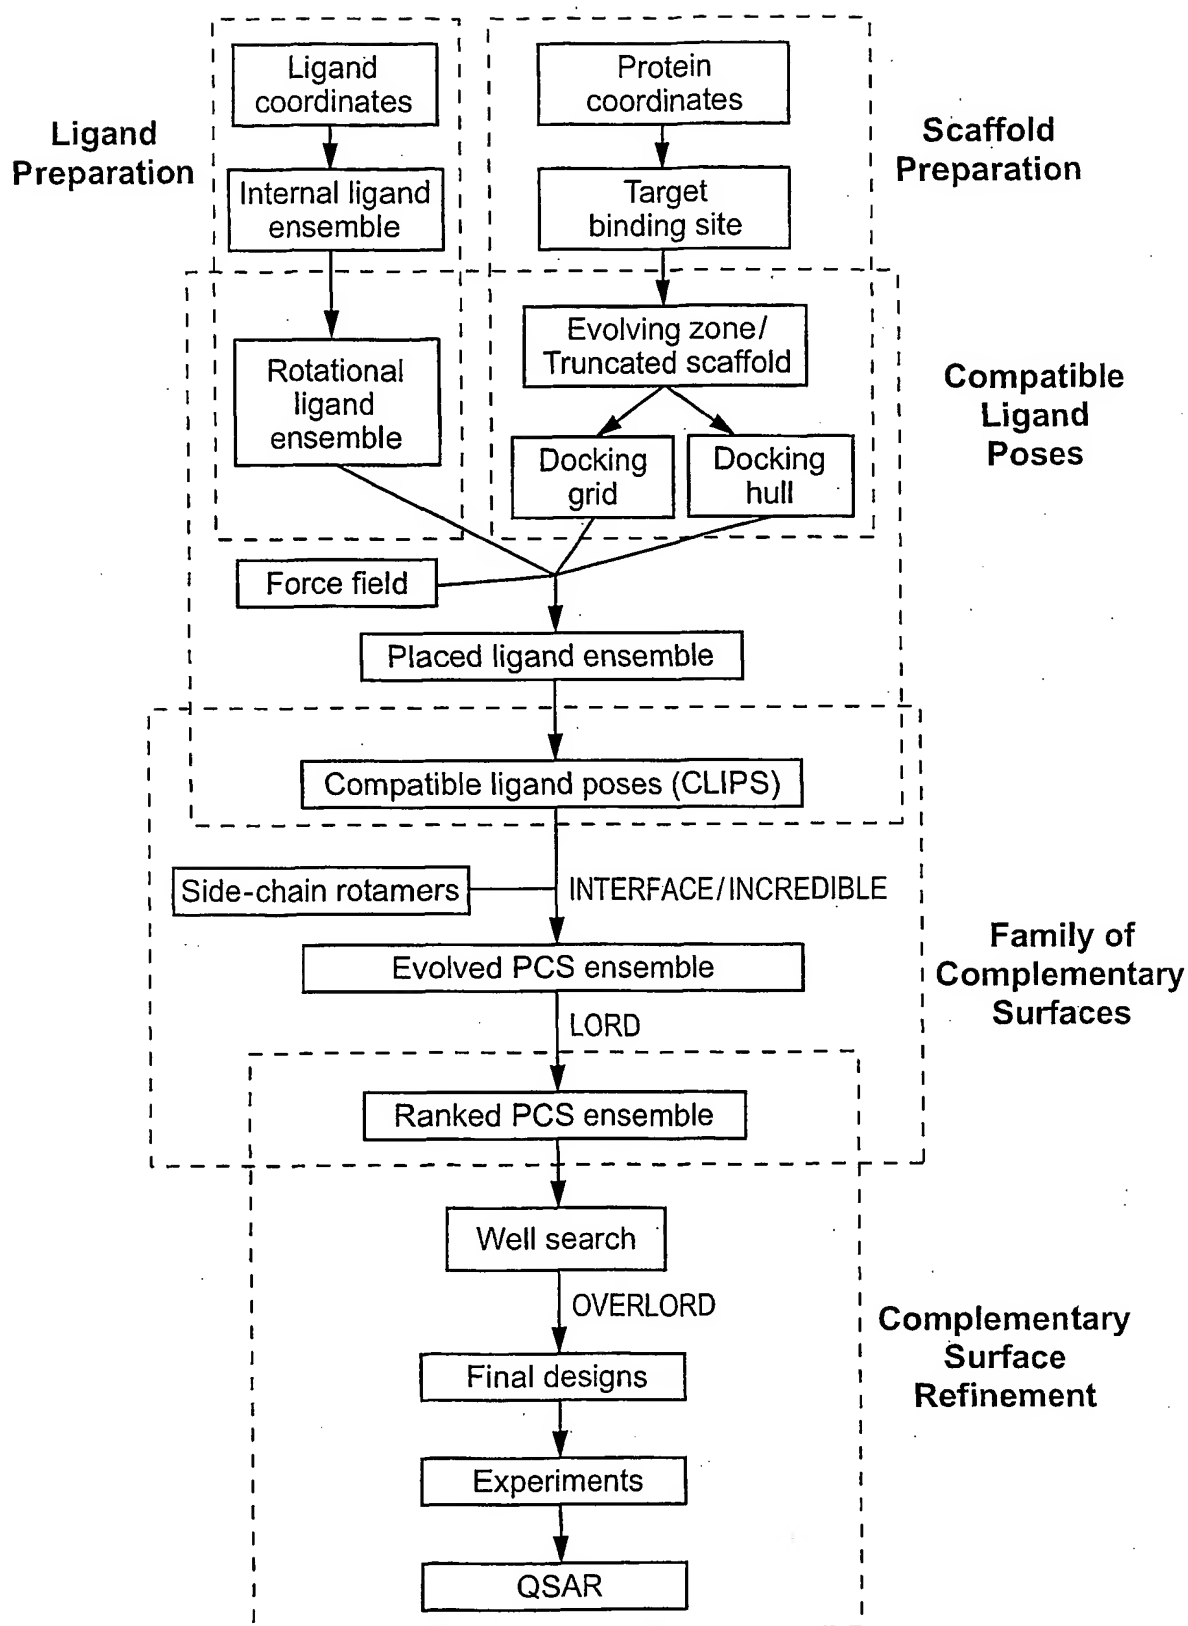 Ligand
coordinates
Protein
coordinates
Ligand
Preparation
Scaffold
Preparation
Internal ligand
ensemble
Target
binding site
Evolving zone/
Truncated scaffold
Rotational
ligand
ensemble
Compatible
Ligand
Poses
Docking
grid
Docking
hull
Force field
Placed ligand ensemble
Compatible ligand poses (CLIPS)
Side-chain rotamers
INTERFACE/INCREDIBLE
Evolved PCS ensemble
Family of
Complementary
Surfaces
LORD
Ranked PCS ensemble
Well search
OVERLORD
Complementary
Surface
Refinement
Final designs
Experiments
QSAR